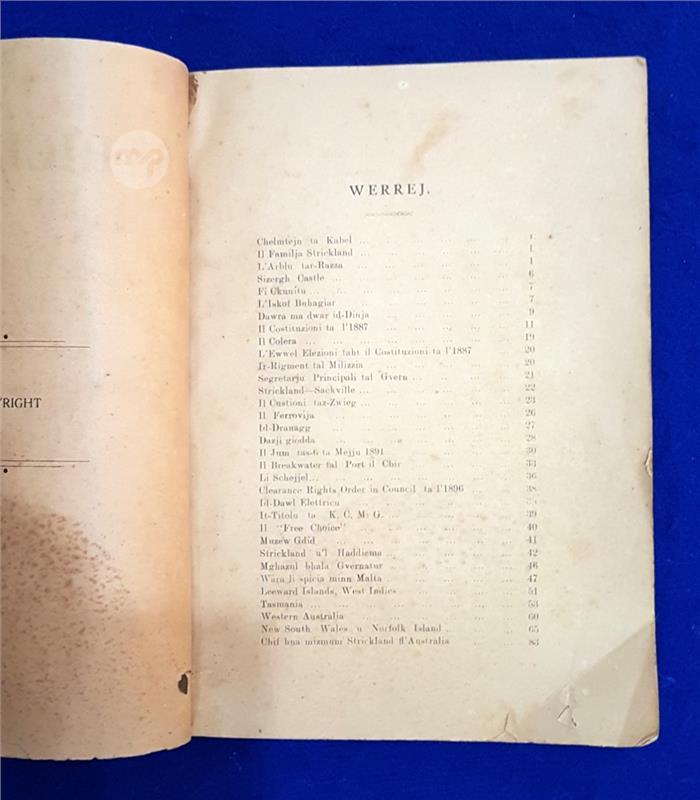 YRIGHT
WERREJ.
Chelmtejn ta Kabel ... 1
Il Familja Strickland ... 1
L'Arblu tar-Razza ... 1
Sizergh Castle ... 6
Fi Ckunitu ... 7
L'Iskof Buhagiar ... 7
Dawra ma dwar id-Dinja ... 9
Il Costituzioni ta l'1887 ... 11
Il Colera ... 19
L'Ewwel Elezioni taht il Costituzioni ta l'1887 20
Ir-Rigment tal Milizzia ... 20
Segretarju Principali tal Gvern ... 21
Strickland—Sackville ... 22
Il Custioni taz-Zwieg ... 23
Il Ferrovija ... 26
Id-Dranagg ... 27
Dazji giodda ... 28
Il Jum tas-6 ta Mejju 1891 ... 30
Il Breakwater fal Port il Cbir ... 33
Li Schejjel ... 36
Clearance Rights Order in Council ta l'1896 ... 38
Id-Dawl Elettricu ...
It-Titolu ta K. C. M. G. ... 39
Il "Free Choice" ... 40
Muzew Gdid ... 41
Strickland u'l Haddiema ... 42
Mghazul bhala Gvernatur ... 46
Wara li spicia minn Malta ... 47
Leeward Islands, West Indies ... 51
Tasmania ... 53
Western Australia ... 60
New South Wales u Norfolk Island ... 65
Chif hua mizmum Strickland fl'Australia ... 83